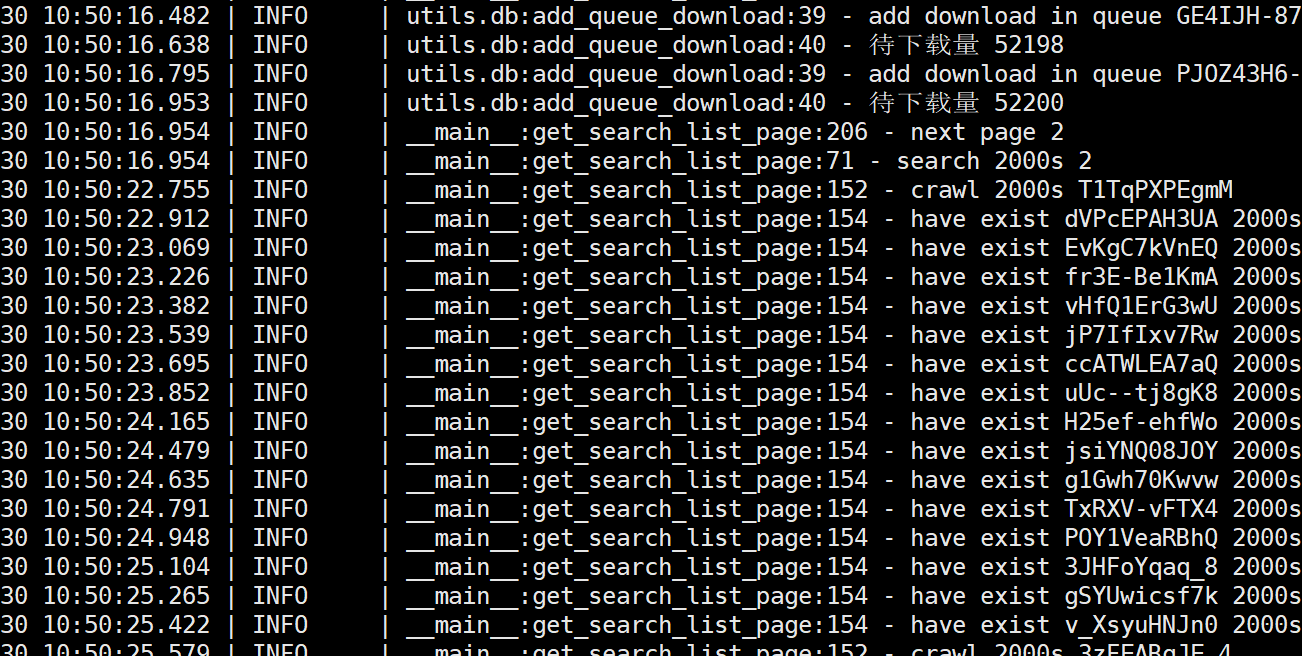 30 10:50:16.482 | INFO     | utils.db:add_queue_download:39 - add download in queue GE4IJH-87
30 10:50:16.638 | INFO     | utils.db:add_queue_download:40 - 待下载量 52198
30 10:50:16.795 | INFO     | utils.db:add_queue_download:39 - add download in queue PJOZ43H6-
30 10:50:16.953 | INFO     | utils.db:add_queue_download:40 - 待下载量 52200
30 10:50:16.954 | INFO     | __main__:get_search_list_page:206 - next page 2
30 10:50:16.954 | INFO     | __main__:get_search_list_page:71 - search 2000s 2
30 10:50:22.755 | INFO     | __main__:get_search_list_page:152 - crawl 2000s T1TqPXPEgmM
30 10:50:22.912 | INFO     | __main__:get_search_list_page:154 - have exist dVPcEPAH3UA 2000s
30 10:50:23.069 | INFO     | __main__:get_search_list_page:154 - have exist EvKgC7kVnEQ 2000s
30 10:50:23.226 | INFO     | __main__:get_search_list_page:154 - have exist fr3E-Be1KmA 2000s
30 10:50:23.382 | INFO     | __main__:get_search_list_page:154 - have exist vHfQ1ErG3wU 2000s
30 10:50:23.539 | INFO     | __main__:get_search_list_page:154 - have exist jP7IfIxv7Rw 2000s
30 10:50:23.695 | INFO     | __main__:get_search_list_page:154 - have exist ccATWLEA7aQ 2000s
30 10:50:23.852 | INFO     | __main__:get_search_list_page:154 - have exist uUc--tj8gK8 2000s
30 10:50:24.165 | INFO     | __main__:get_search_list_page:154 - have exist H25ef-ehfWo 2000s
30 10:50:24.479 | INFO     | __main__:get_search_list_page:154 - have exist jsiYNQ08JOY 2000s
30 10:50:24.635 | INFO     | __main__:get_search_list_page:154 - have exist g1Gwh70Kwvw 2000s
30 10:50:24.791 | INFO     | __main__:get_search_list_page:154 - have exist TxRXV-vFTX4 2000s
30 10:50:24.948 | INFO     | __main__:get_search_list_page:154 - have exist POY1VeaRBhQ 2000s
30 10:50:25.104 | INFO     | __main__:get_search_list_page:154 - have exist 3JHFoYqaq_8 2000s
30 10:50:25.265 | INFO     | __main__:get_search_list_page:154 - have exist gSYUwicsf7k 2000s
30 10:50:25.422 | INFO     | __main__:get_search_list_page:154 - have exist v_XsyuHNJn0 2000s
30 10:50:25.579 | INFO     | __main__:get_search_list_page:152 - crawl 2000s